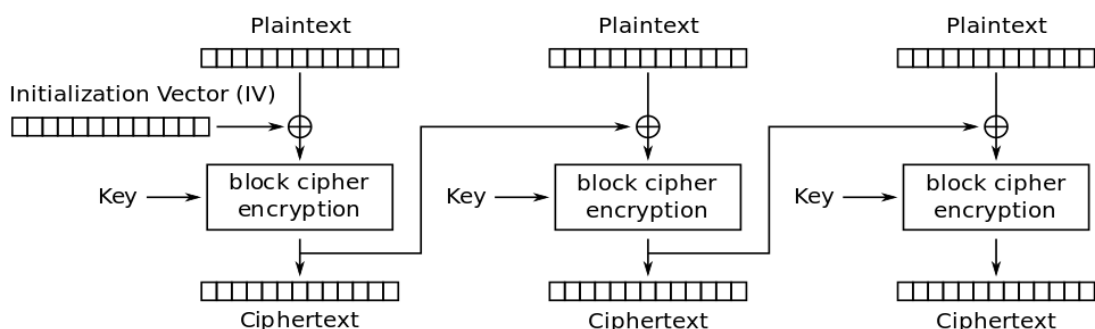 Plaintext
Plaintext
Plaintext
Initialization Vector (IV)
Key
block cipher
encryption
Key
block cipher
encryption
Key
block cipher
encryption
Ciphertext
Ciphertext
Ciphertext